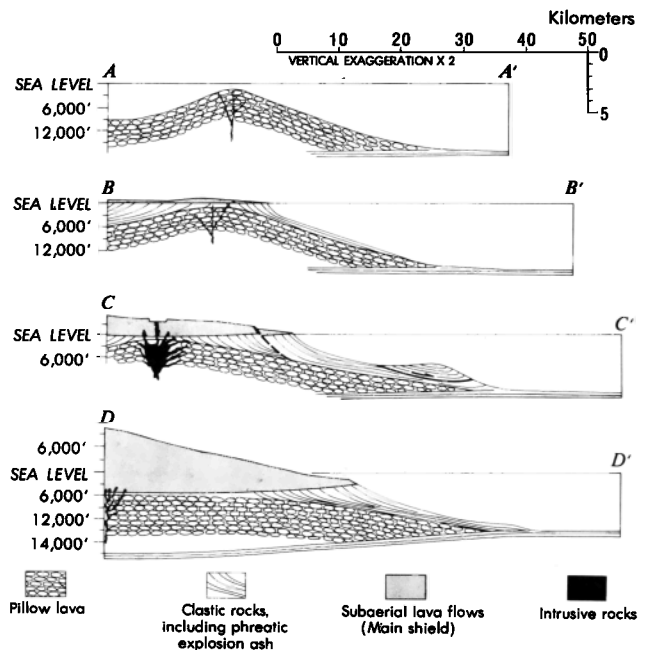 Kilometers
0 10 20 30 40 50
0
VERTICAL EXAGGERATION X 2
5
A A'
SEA LEVEL
6,000'
12,000'
B B'
SEA LEVEL
6,000'
12,000'
C C'
SEA LEVEL
6,000'
D D'
6,000'
SEA LEVEL
6,000'
12,000'
14,000'
Pillow lava
Clastic rocks,
including phreatic
explosion ash
Subaerial lava flows
(Main shield)
Intrusive rocks